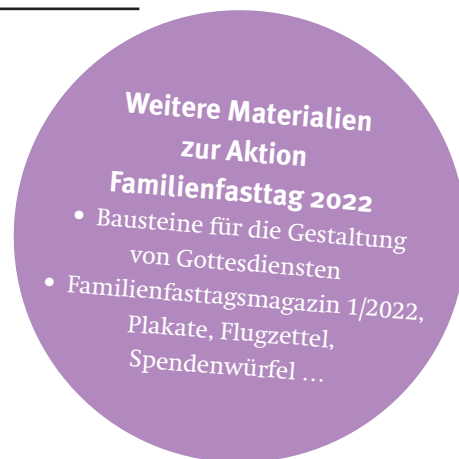 Weitere Materialien
zur Aktion
Familienfasttag 2022
• Bausteine für die Gestaltung
von Gottesdiensten
• Familienfasttagsmagazin 1/2022,
Plakate, Flugzettel,
Spendenwürfel …